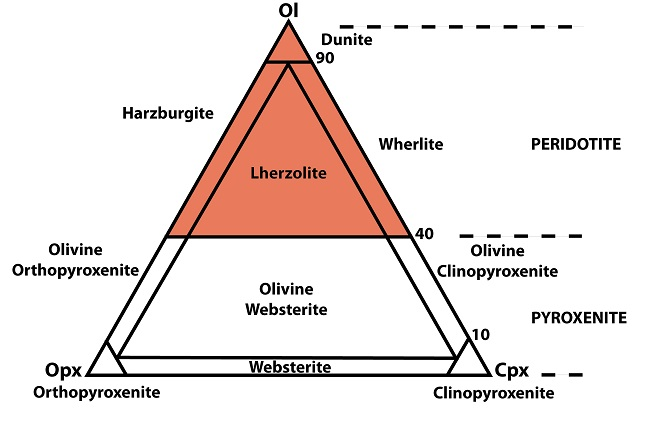 Ol
Dunite
90
Harzburgite
Wherlite
PERIDOTITE
Lherzolite
40
Olivine
Orthopyroxenite
Olivine
Clinopyroxenite
Olivine
Websterite
PYROXENITE
10
Websterite
Opx
Cpx
Orthopyroxenite
Clinopyroxenite